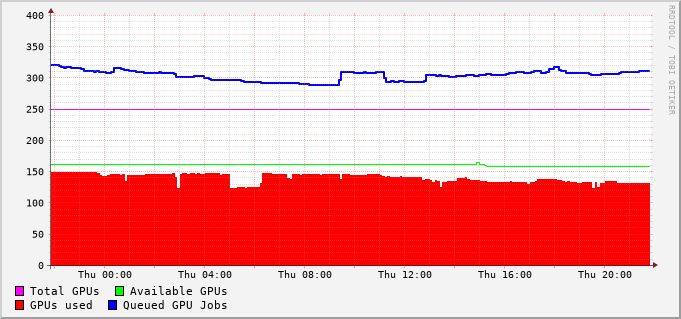 RRDTOOL / TOBI OETIKER
400
350
300
250
200
150
100
50
0
Thu 00:00 Thu 04:00 Thu 08:00 Thu 12:00 Thu 16:00 Thu 20:00
Total GPUs Available GPUs
GPUs used Queued GPU Jobs